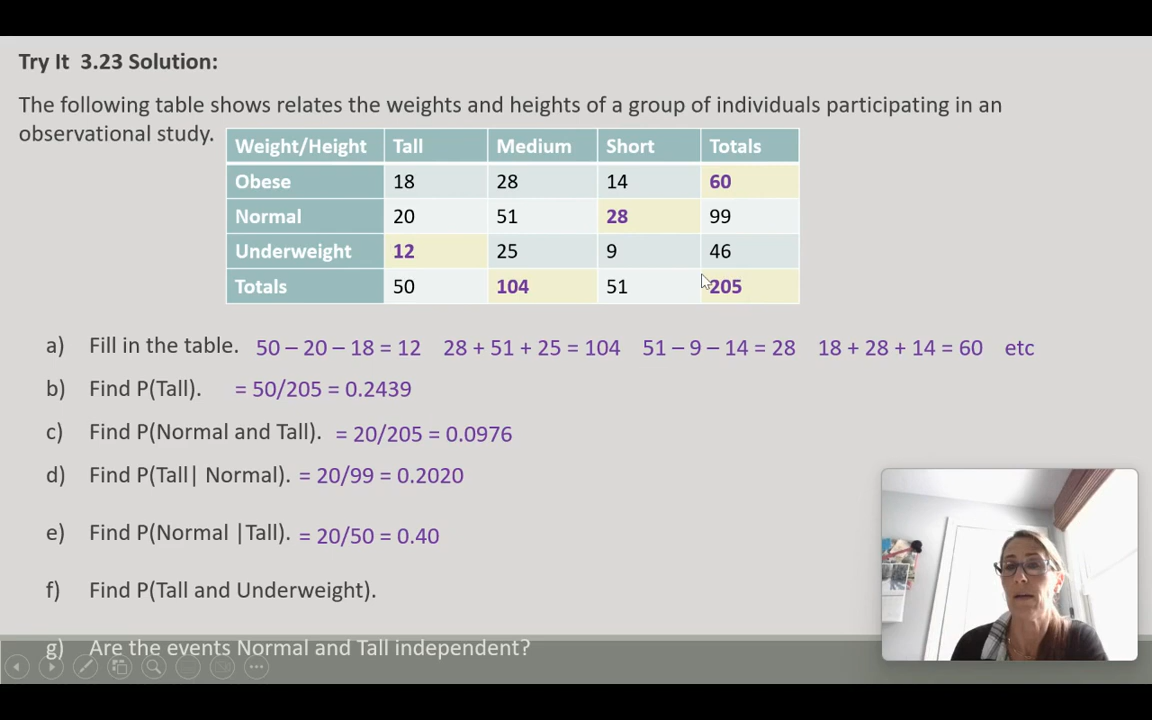 Try It 3.23 Solution:
The following table shows relates the weights and heights of a group of individuals participating in an
observational study.
Weight/Height Tall Medium Short Totals
Obese 18 28 14 60
Normal 20 51 28 99
Underweight 12 25 9 46
Totals 50 104 51 205
a) Fill in the table. 50 – 20 – 18 = 12 28 + 51 + 25 = 104 51 – 9 – 14 = 28 18 + 28 + 14 = 60 etc
b) Find P(Tall). = 50/205 = 0.2439
c) Find P(Normal and Tall). = 20/205 = 0.0976
d) Find P(Tall| Normal). = 20/99 = 0.2020
e) Find P(Normal |Tall). = 20/50 = 0.40
f) Find P(Tall and Underweight).
g) Are the events Normal and Tall independent?